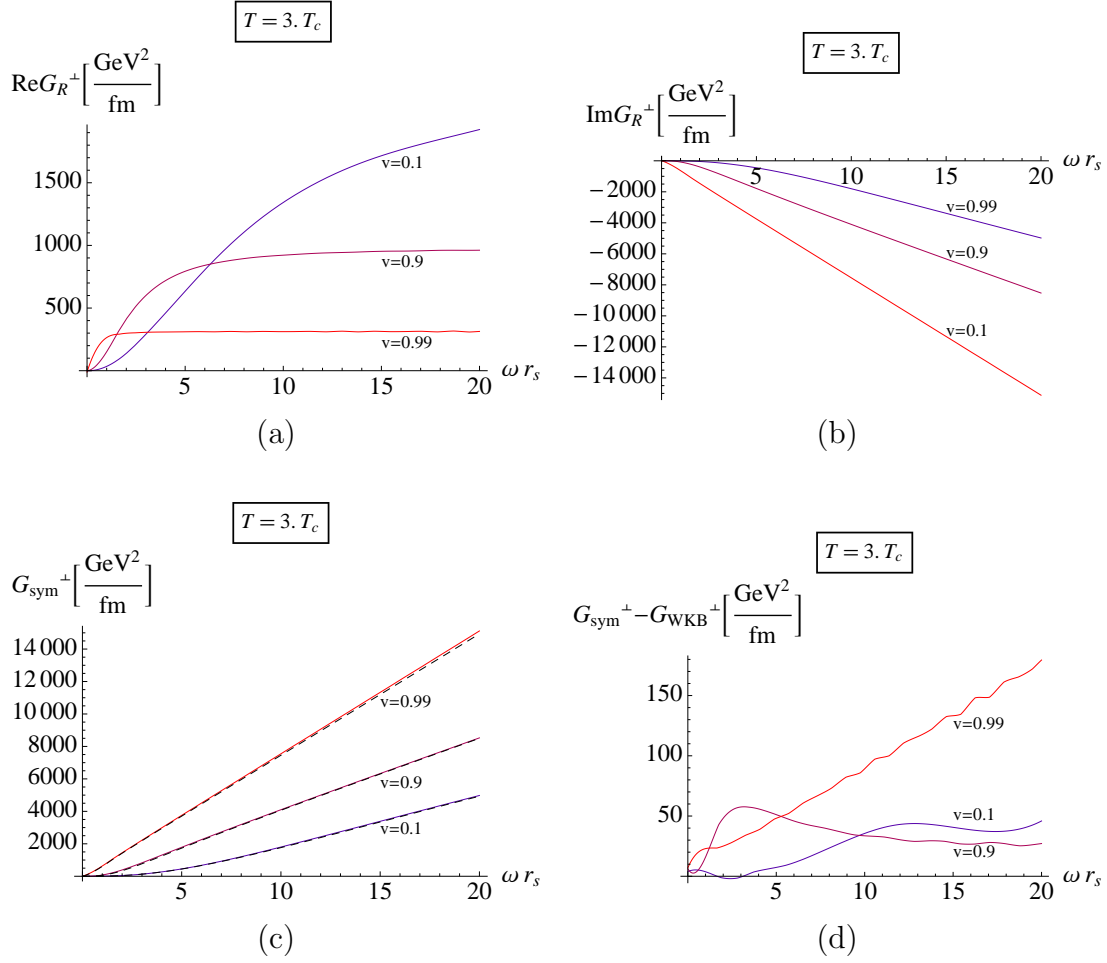 T = 3. T_c
Re G_R^⊥ [GeV^2/fm]
1500
1000
500
v=0.1
v=0.9
v=0.99
5 10 15 20
ω r_s
(a)
T = 3. T_c
Im G_R^⊥ [GeV^2/fm]
5 10 15 20
ω r_s
−2000
−4000
−6000
−8000
−10 000
−12 000
−14 000
v=0.99
v=0.9
v=0.1
(b)
T = 3. T_c
G_sym^⊥ [GeV^2/fm]
14 000
12 000
10 000
8000
6000
4000
2000
v=0.99
v=0.9
v=0.1
5 10 15 20
ω r_s
(c)
T = 3. T_c
G_sym^⊥ − G_WKB^⊥ [GeV^2/fm]
150
100
50
v=0.99
v=0.1
v=0.9
5 10 15 20
ω r_s
(d)